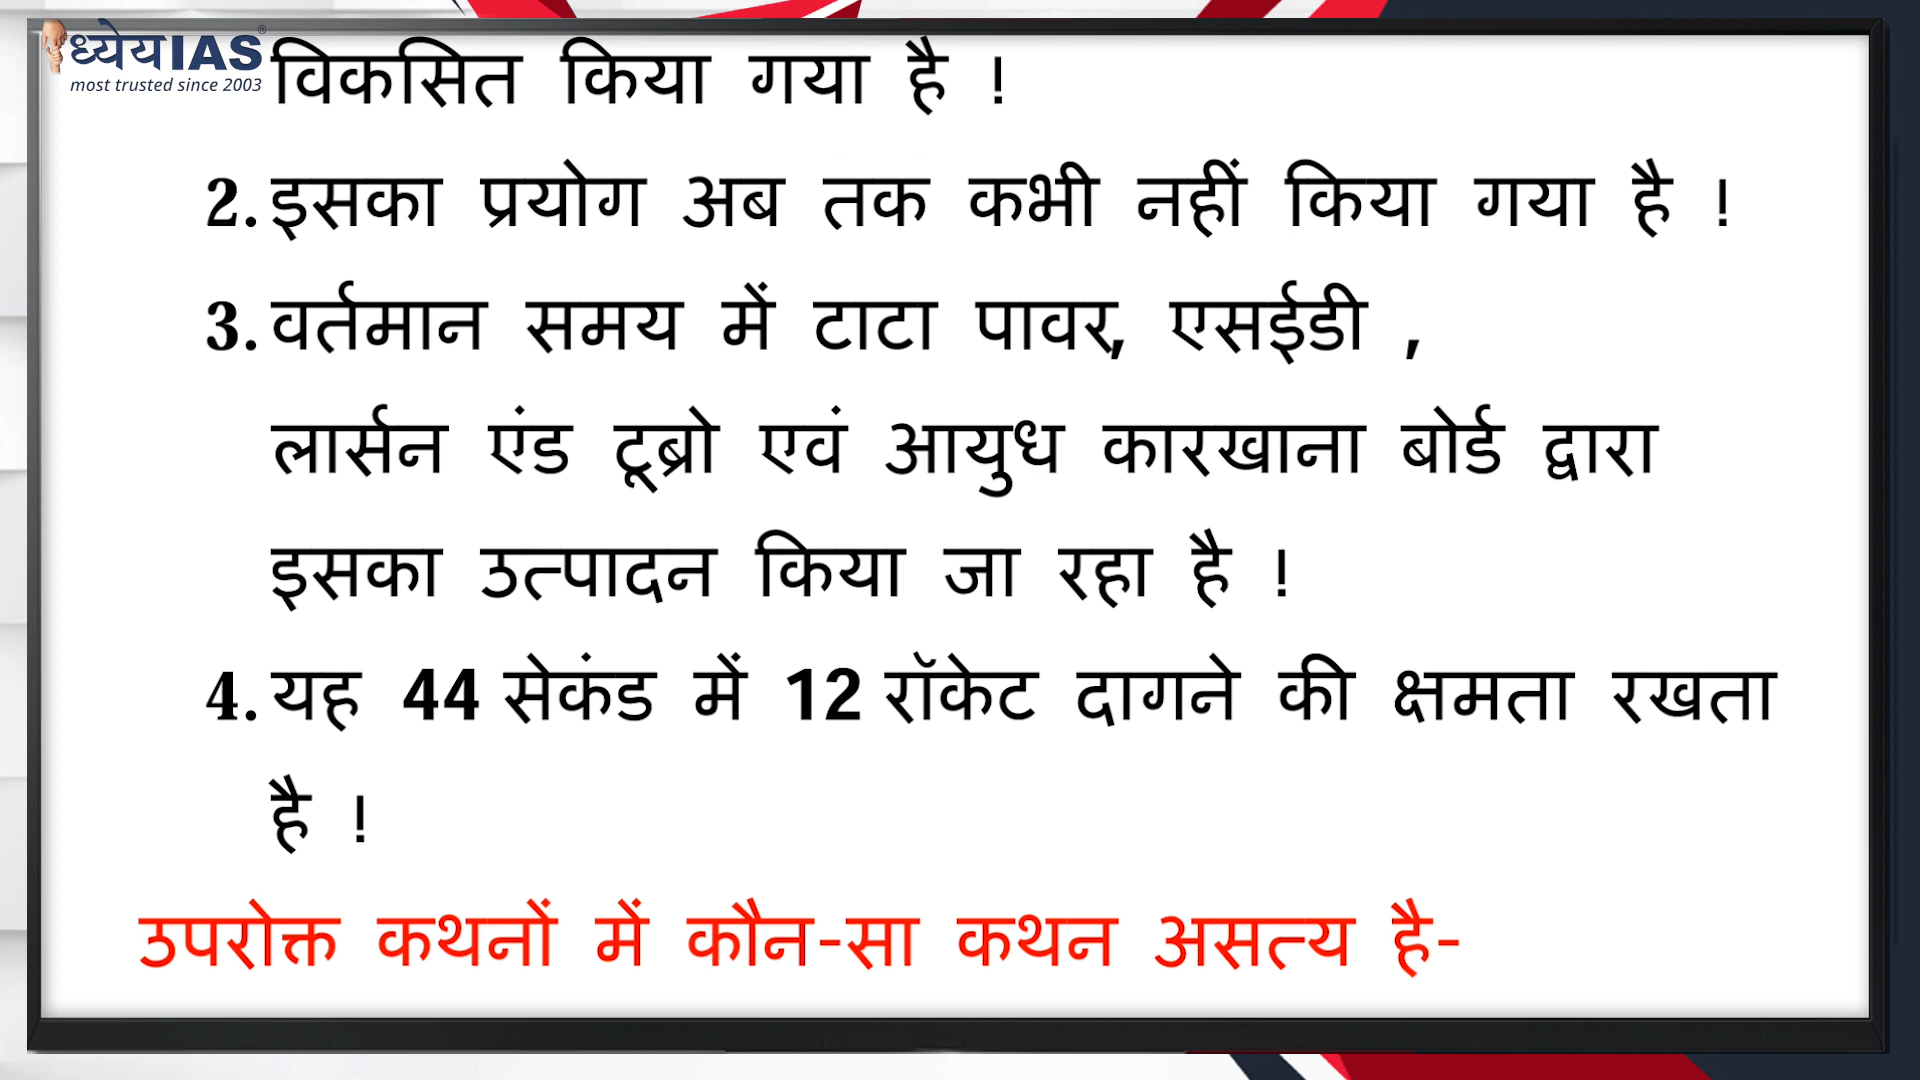 ध्येयIAS®
most trusted since 2003
विकसित किया गया है !
2. इसका प्रयोग अब तक कभी नहीं किया गया है !
3. वर्तमान समय में टाटा पावर, एसईडी ,
लार्सन एंड टूब्रो एवं आयुध कारखाना बोर्ड द्वारा
इसका उत्पादन किया जा रहा है !
4. यह 44 सेकंड में 12 रॉकेट दागने की क्षमता रखता
है !
उपरोक्त कथनों में कौन-सा कथन असत्य है-